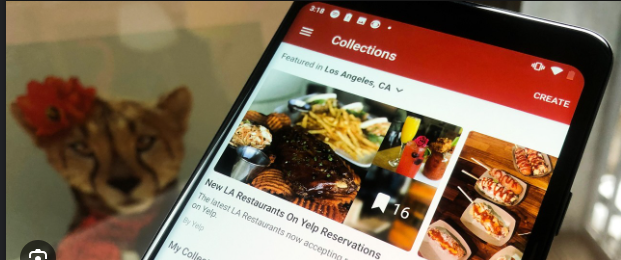 3:18
Collections
Featured in Los Angeles, CA
CREATE
New LA Restaurants On Yelp Reservations
The latest LA Restaurants now accepting
on Yelp.
By Yelp
16
My Collec